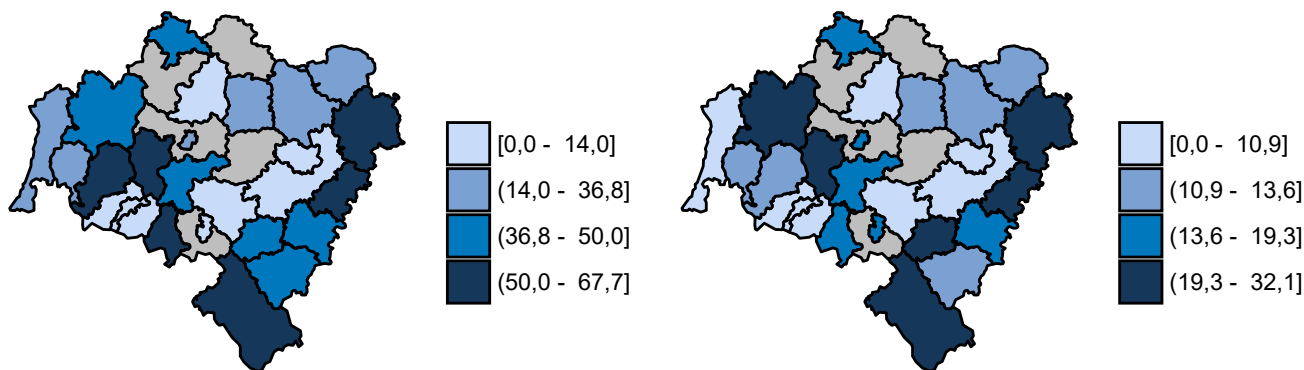 [0,0 - 14,0]
(14,0 - 36,8]
(36,8 - 50,0]
(50,0 - 67,7]
[0,0 - 10,9]
(10,9 - 13,6]
(13,6 - 19,3]
(19,3 - 32,1]